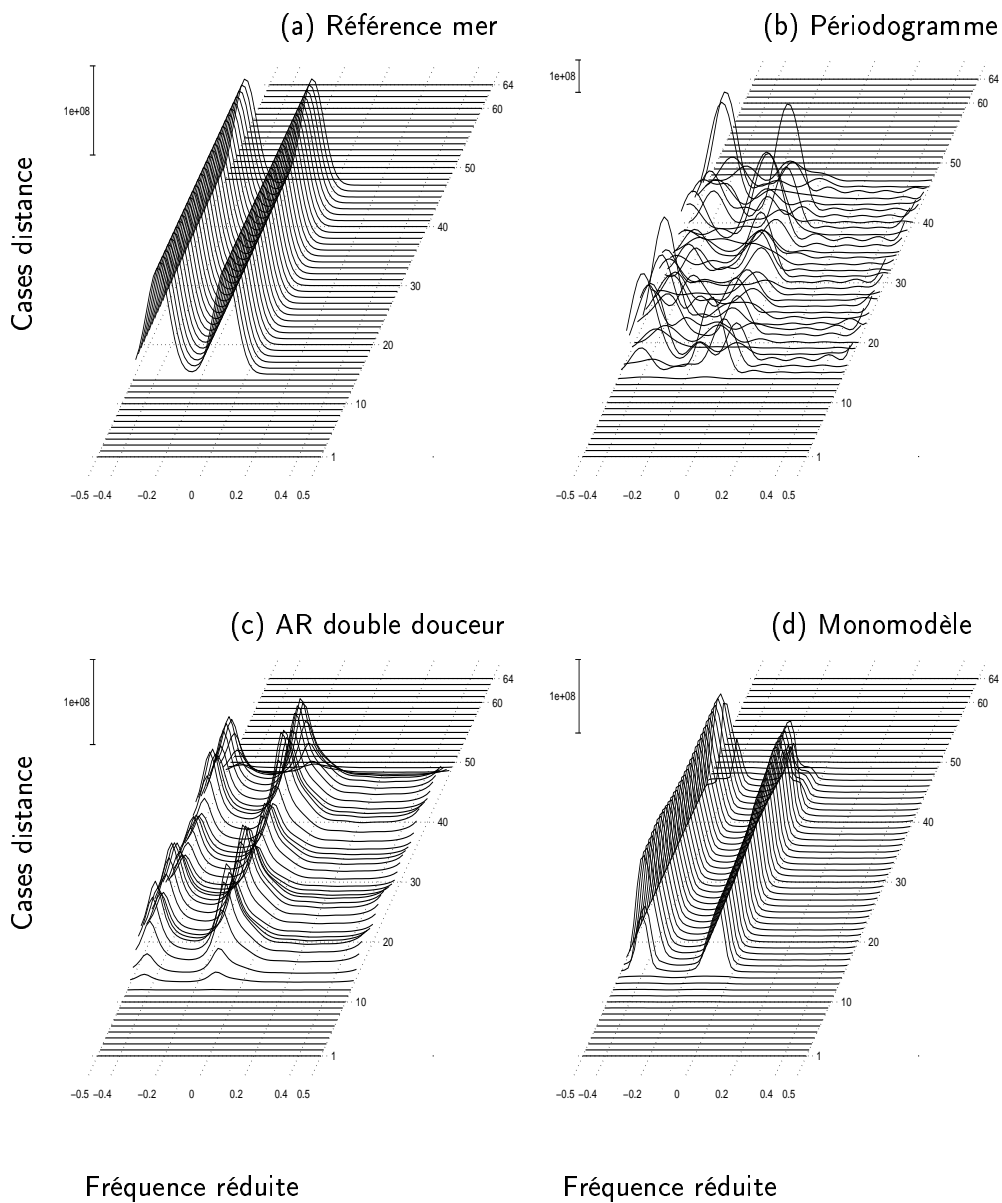 (a) Référence mer
(b) Périodogramme
1e+08
1e+08
64
60
50
40
30
20
10
1
64
60
50
40
30
20
10
1
Cases distance
−0.5 −0.4 −0.2 0 0.2 0.4 0.5
−0.5 −0.4 −0.2 0 0.2 0.4 0.5
(c) AR double douceur
(d) Monomodèle
1e+08
1e+08
64
60
50
40
30
20
10
1
64
60
50
40
30
20
10
1
Cases distance
−0.5 −0.4 −0.2 0 0.2 0.4 0.5
−0.5 −0.4 −0.2 0 0.2 0.4 0.5
Fréquence réduite
Fréquence réduite